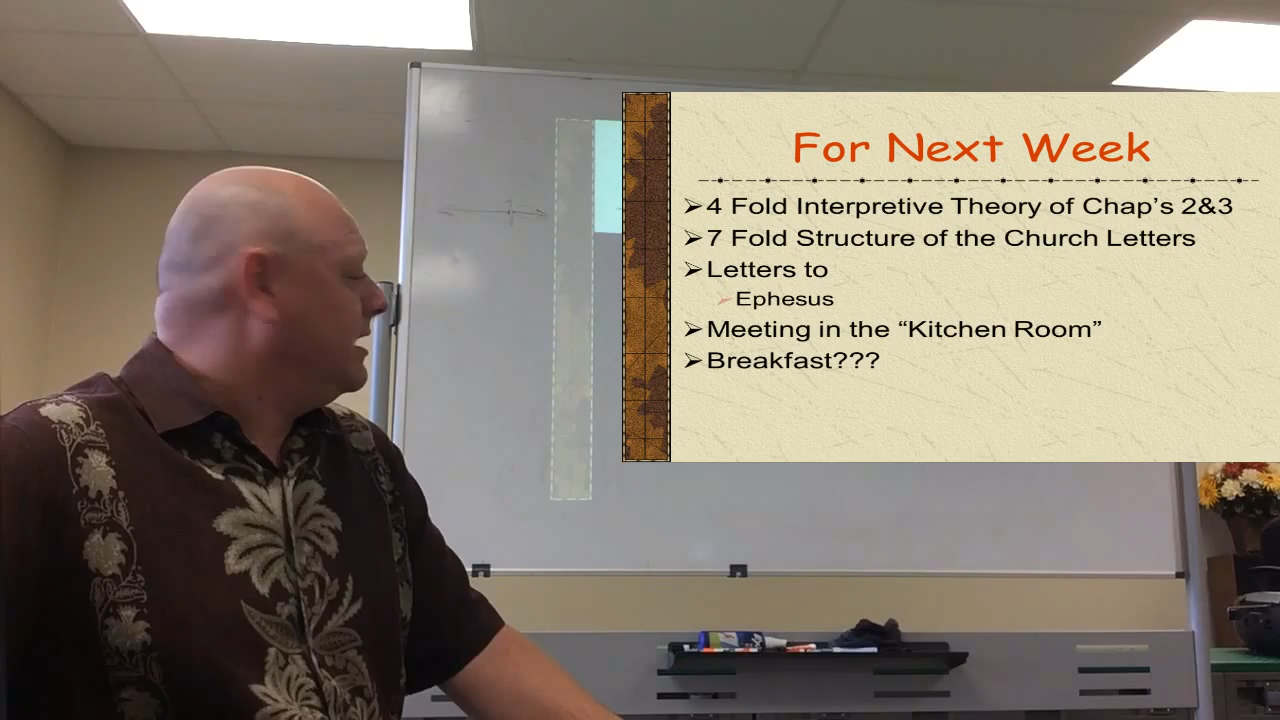 For Next Week
4 Fold Interpretive Theory of Chap’s 2&3
7 Fold Structure of the Church Letters
Letters to
Ephesus
Meeting in the “Kitchen Room”
Breakfast???